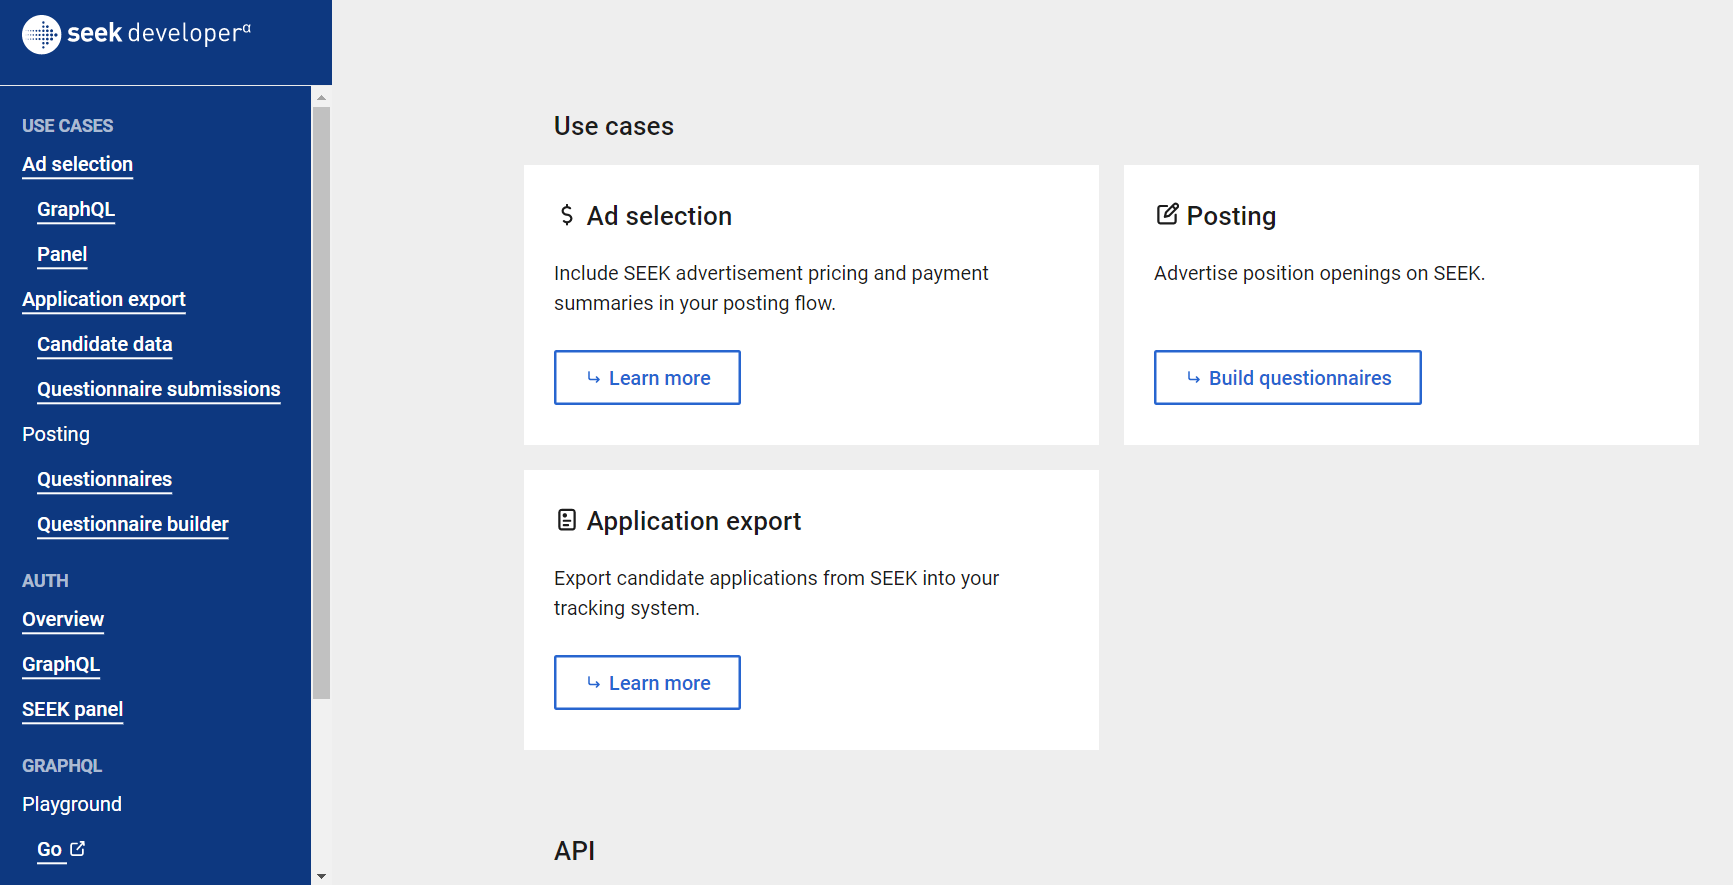 seek developerα
USE CASES
Ad selection
GraphQL
Panel
Application export
Candidate data
Questionnaire submissions
Posting
Questionnaires
Questionnaire builder
AUTH
Overview
GraphQL
SEEK panel
GRAPHQL
Playground
Go
Use cases
Ad selection
Include SEEK advertisement pricing and payment
summaries in your posting flow.
Learn more
Posting
Advertise position openings on SEEK.
Build questionnaires
Application export
Export candidate applications from SEEK into your
tracking system.
Learn more
API